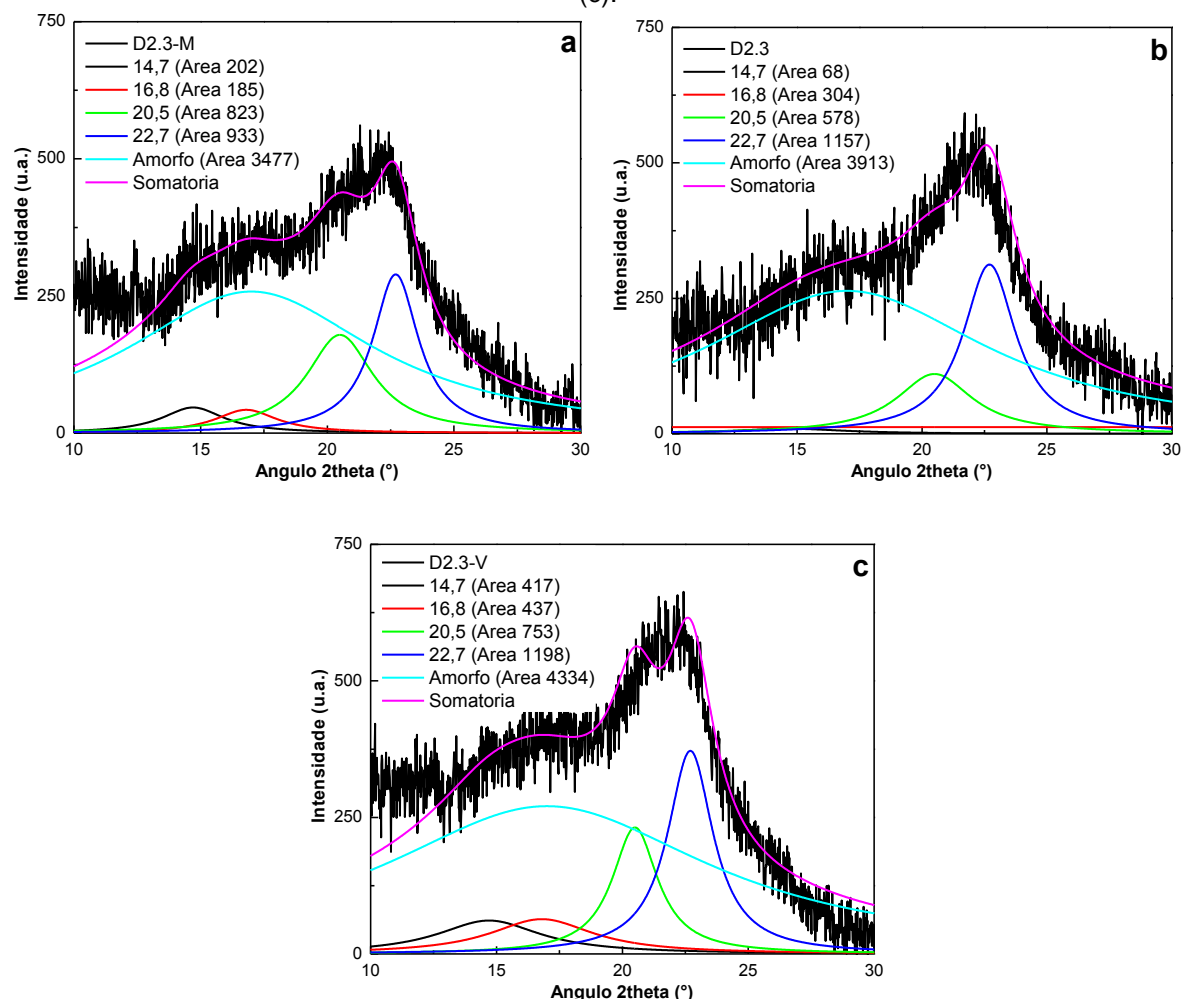 (c).
a
D2.3-M
14,7 (Area 202)
16,8 (Area 185)
20,5 (Area 823)
22,7 (Area 933)
Amorfo (Area 3477)
Somatoria
750
500
250
0
Intensidade (u.a.)
10 15 20 25 30
Angulo 2theta (°)
b
D2.3
14,7 (Area 68)
16,8 (Area 304)
20,5 (Area 578)
22,7 (Area 1157)
Amorfo (Area 3913)
Somatoria
750
500
250
0
Intensidade (u.a.)
10 15 20 25 30
Angulo 2theta (°)
c
D2.3-V
14,7 (Area 417)
16,8 (Area 437)
20,5 (Area 753)
22,7 (Area 1198)
Amorfo (Area 4334)
Somatoria
750
500
250
0
Intensidade (u.a.)
10 15 20 25 30
Angulo 2theta (°)